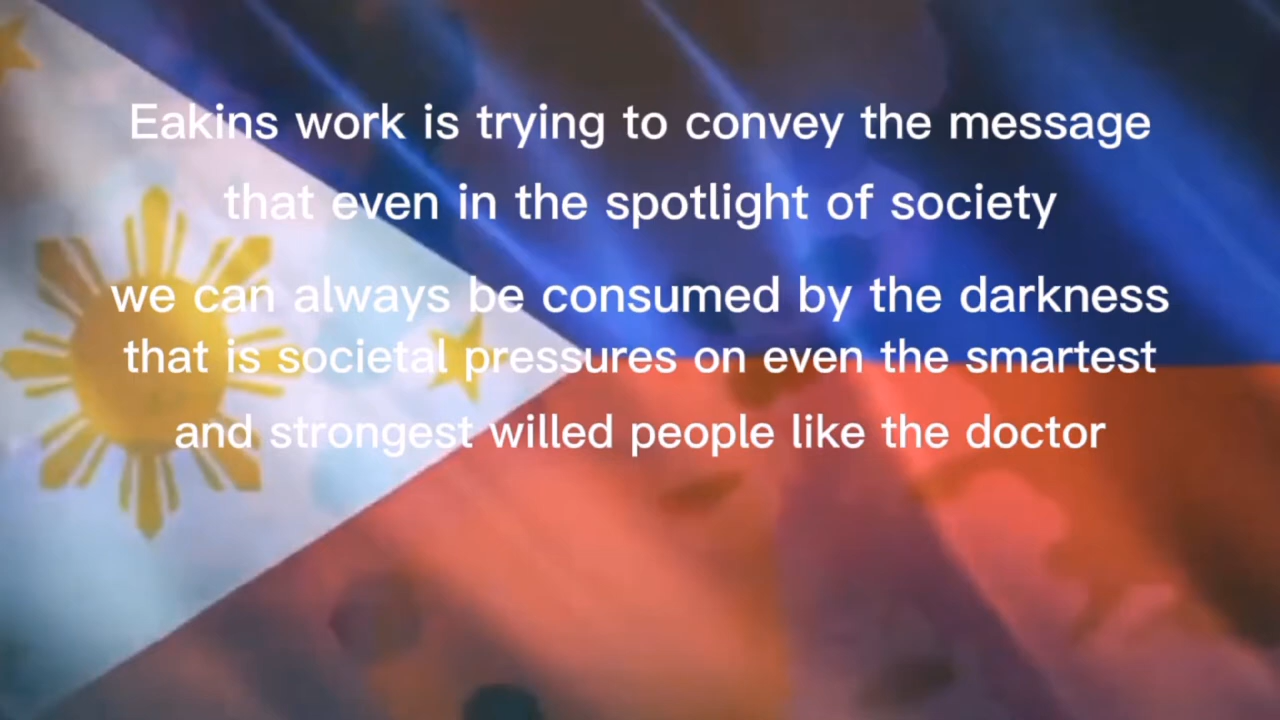 Eakins work is trying to convey the message
that even in the spotlight of society
we can always be consumed by the darkness
that is societal pressures on even the smartest
and strongest willed people like the doctor